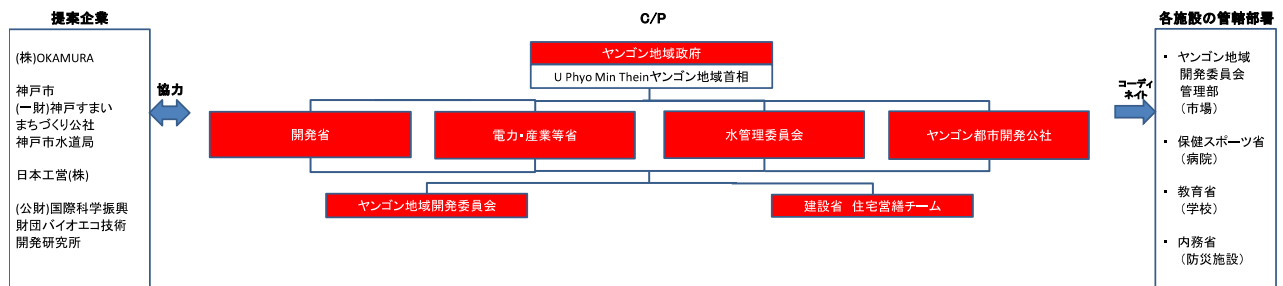 提案企業
(株)OKAMURA
神戸市
(一財)神戸すまい
まちづくり公社
神戸市水道局
日本工営(株)
(公財)国際科学振興
財団バイオエコ技術
開発研究所
協力
C/P
ヤンゴン地域政府
U Phyo Min Theinヤンゴン地域首相
開発省
電力・産業等省
水管理委員会
ヤンゴン都市開発公社
ヤンゴン地域開発委員会
建設省 住宅営繕チーム
コーディ
ネイト
各施設の管轄部署
・ ヤンゴン地域
開発委員会
管理部
（市場）
・ 保健スポーツ省
（病院）
・ 教育省
（学校）
・ 内務省
（防災施設）